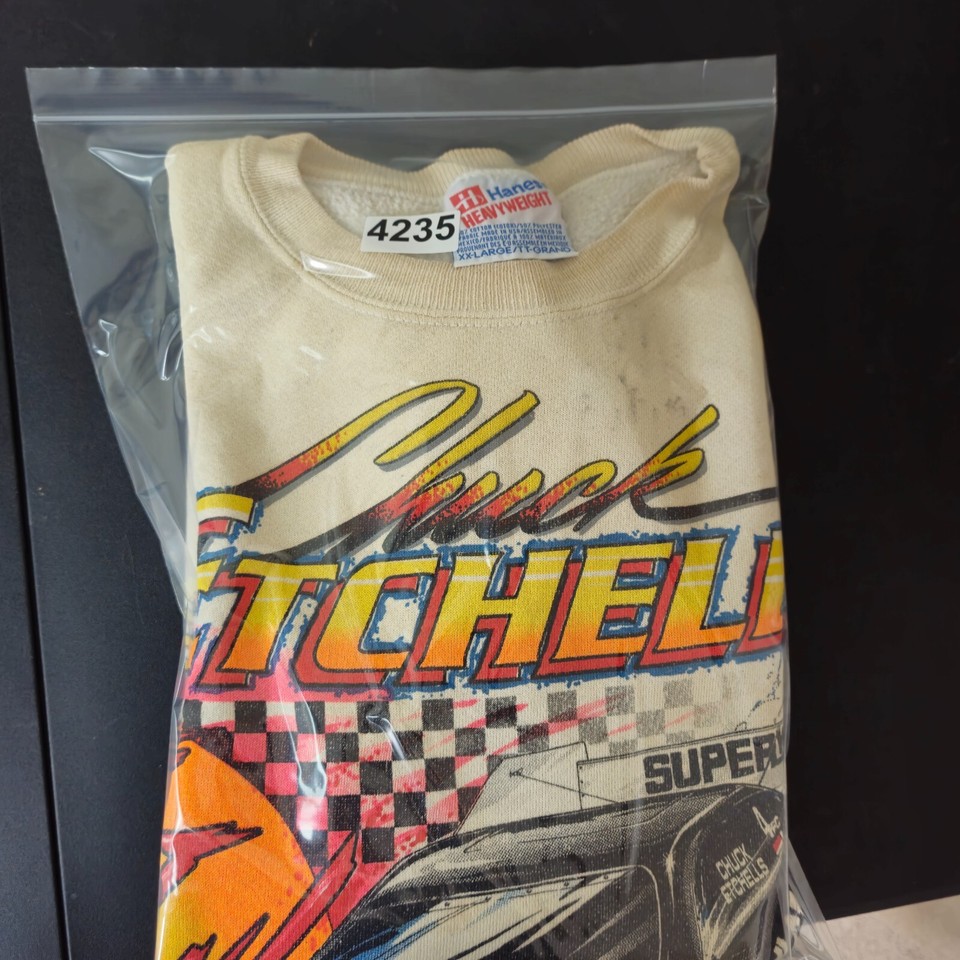 Hanes
HEAVYWEIGHT
4235
XX-LARGE/TT-GRAND
Chuck
ETCHELL
SUPER
CHUCK
ETCHELLS